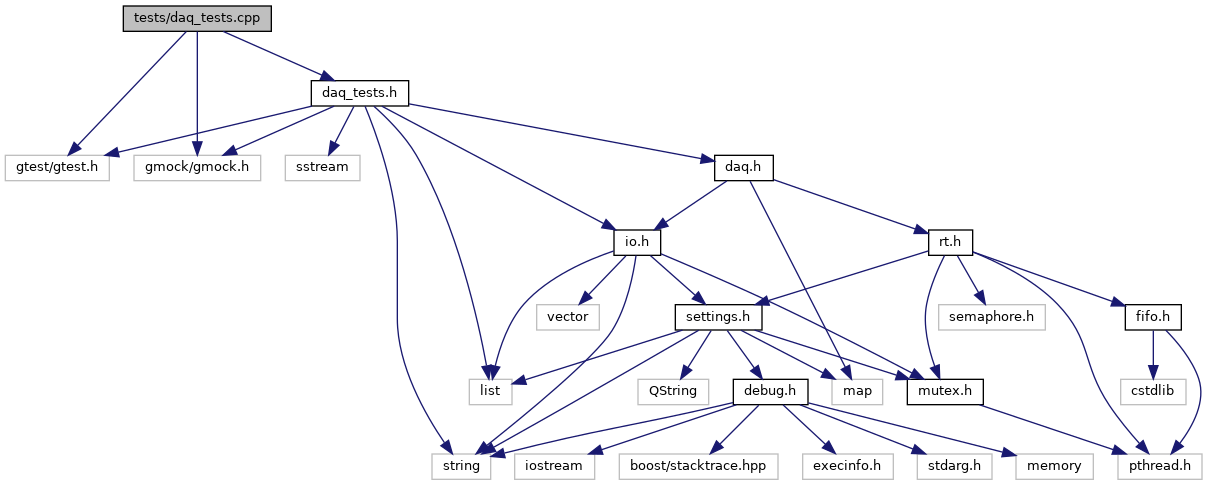 tests/daq_tests.cpp
daq_tests.h
gtest/gtest.h
gmock/gmock.h
sstream
daq.h
io.h
rt.h
vector
settings.h
semaphore.h
fifo.h
list
QString
debug.h
map
mutex.h
cstdlib
string
iostream
boost/stacktrace.hpp
execinfo.h
stdarg.h
memory
pthread.h